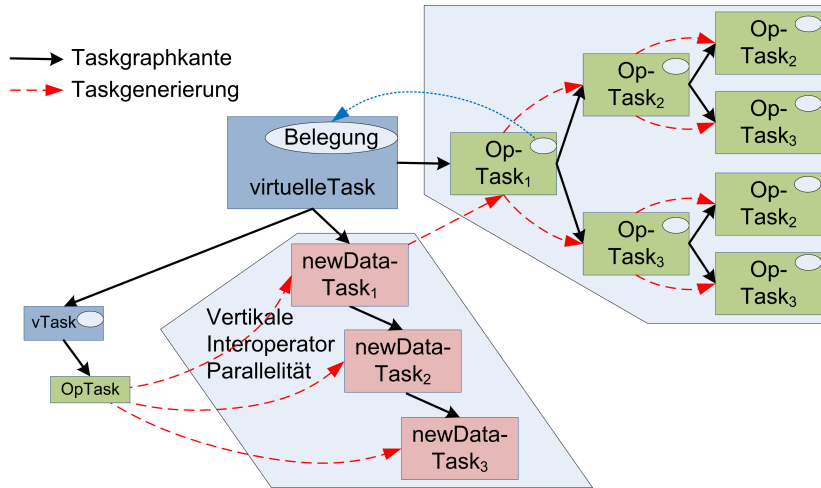 Taskgraphkante
Taskgenerierung
Belegung
virtuelleTask
Op-
Task₁
Op-
Task₂
Op-
Task₂
Op-
Task₃
Op-
Task₃
Op-
Task₂
Op-
Task₃
newData-
Task₁
newData-
Task₂
newData-
Task₃
Vertikale
Interoperator
Parallelität
vTask
OpTask